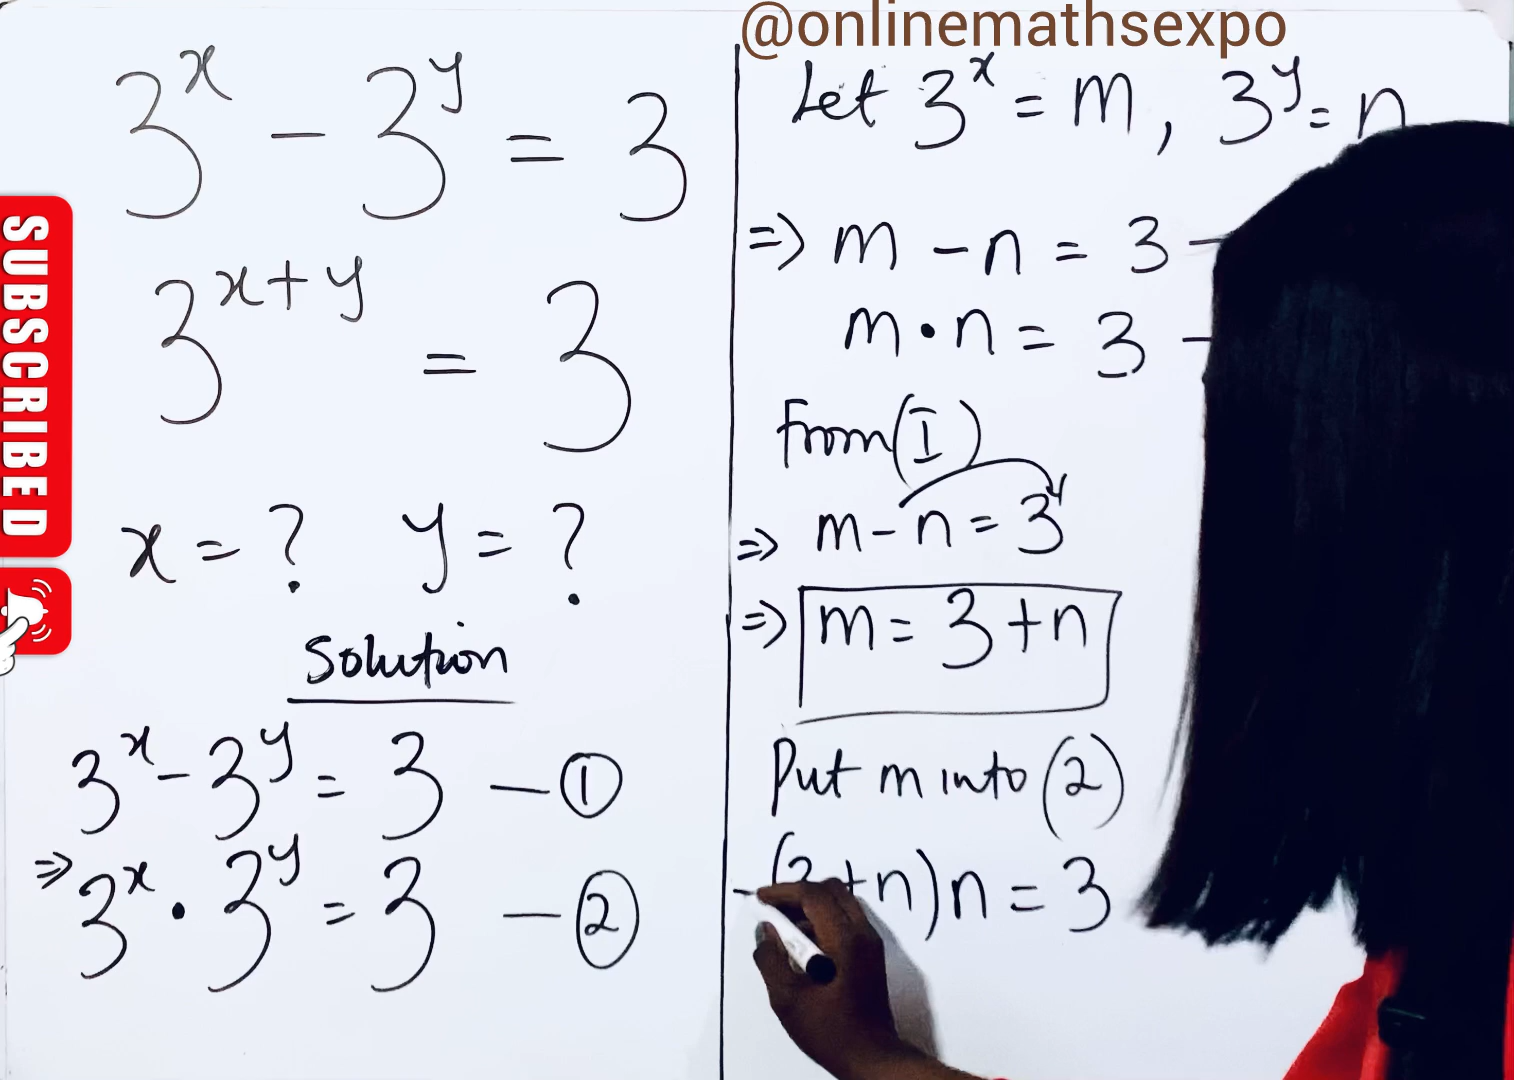 @onlinemathsexpo
SUBSCRIBED
3^x - 3^y = 3
3^(x+y) = 3
x = ? y = ?
Solution
3^x - 3^y = 3 — ①
⇒ 3^x · 3^y = 3 — ②
Let 3^x = m, 3^y = n
⇒ m - n = 3 -
m · n = 3 -
From (I)
⇒ m - n = 3
⇒ m = 3 + n
Put m into (2)
(3+n)n = 3